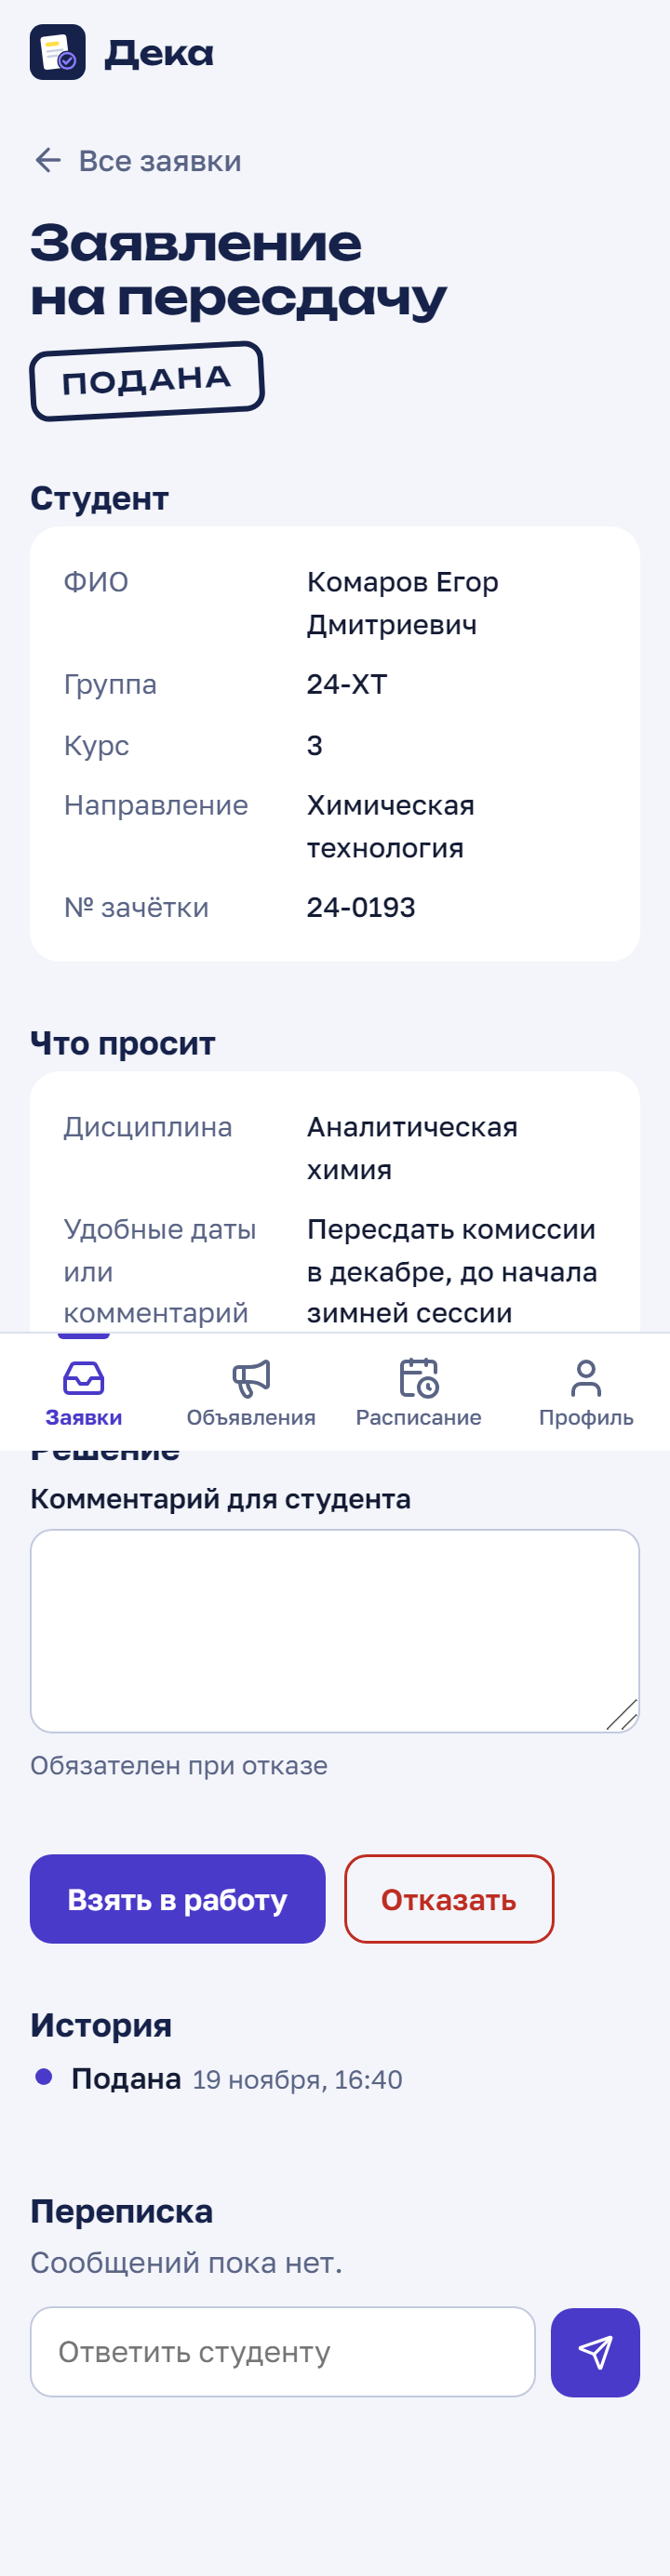 Дека
Все заявки
Заявление
на пересдачу
ПОДАНА
Студент
ФИО
Комаров Егор
Дмитриевич
Группа
24-ХТ
Курс
3
Направление
Химическая
технология
№ зачётки
24-0193
Что просит
Дисциплина
Аналитическая
химия
Удобные даты
или
комментарий
Пересдать комиссии
в декабре, до начала
зимней сессии
Заявки
Объявления
Расписание
Профиль
Решение
Комментарий для студента
Обязателен при отказе
Взять в работу
Отказать
История
Подана 19 ноября, 16:40
Переписка
Сообщений пока нет.
Ответить студенту